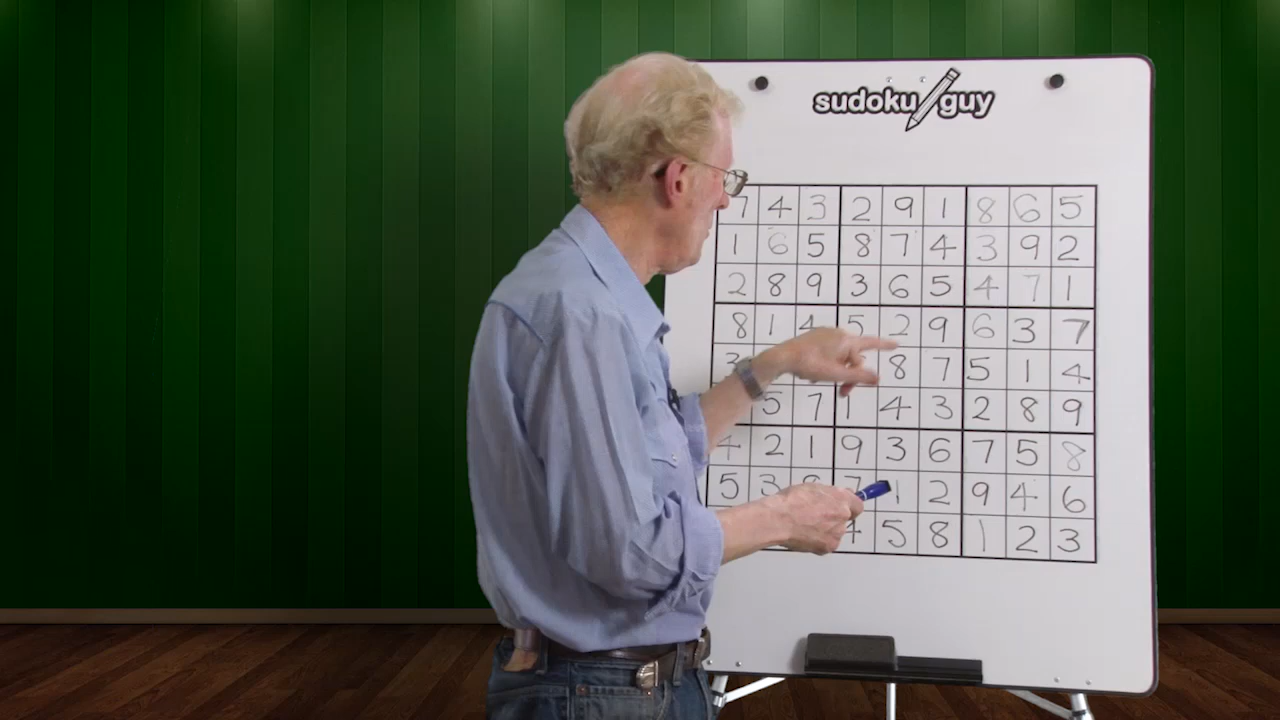 sudoku guy
7 4 3 2 9 1 8 6 5
1 6 5 8 7 4 3 9 2
2 8 9 3 6 5 4 7 1
8 1 4 5 2 9 6 3 7
3 8 7 5 1 4
5 7 1 4 3 2 8 9
4 2 1 9 3 6 7 5 8
5 3 7 1 2 9 4 6
4 5 8 1 2 3